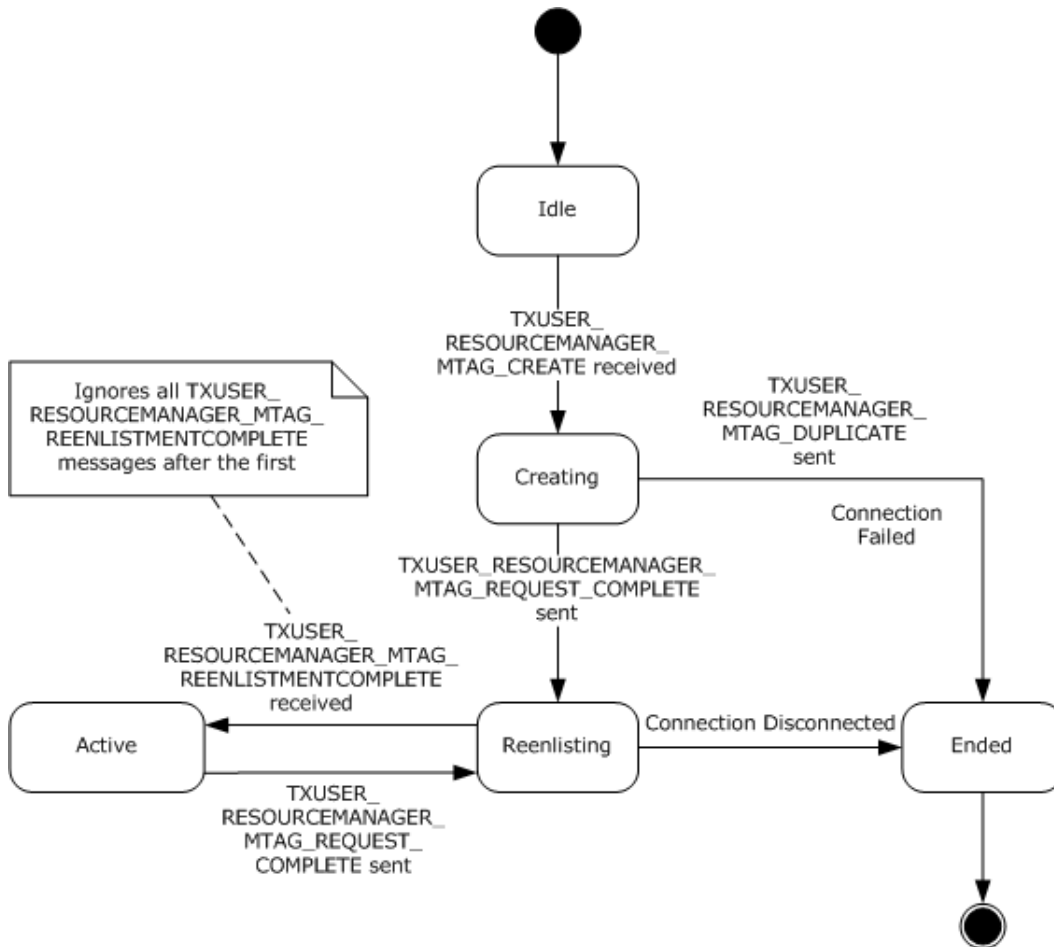 Idle
TXUSER_
RESOURCEMANAGER_
MTAG_CREATE received
Ignores all TXUSER_
RESOURCEMANAGER_MTAG_
REENLISTMENTCOMPLETE
messages after the first
TXUSER_
RESOURCEMANAGER_
MTAG_DUPLICATE
sent
Creating
Connection
Failed
TXUSER_RESOURCEMANAGER_
MTAG_REQUEST_COMPLETE
sent
TXUSER_
RESOURCEMANAGER_MTAG_
REENLISTMENTCOMPLETE
received
Active
Reenlisting
Connection Disconnected
Ended
TXUSER_
RESOURCEMANAGER_
MTAG_REQUEST_
COMPLETE sent